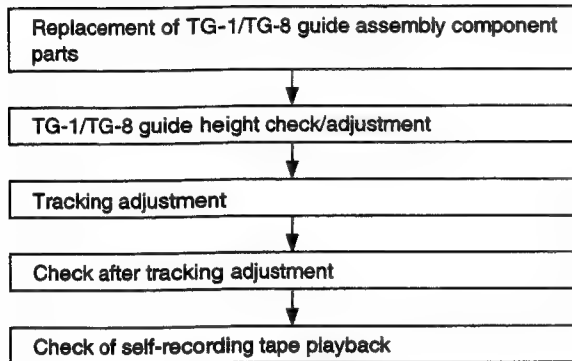 Replacement of TG-1/TG-8 guide assembly component
parts
TG-1/TG-8 guide height check/adjustment
Tracking adjustment
Check after tracking adjustment
Check of self-recording tape playback